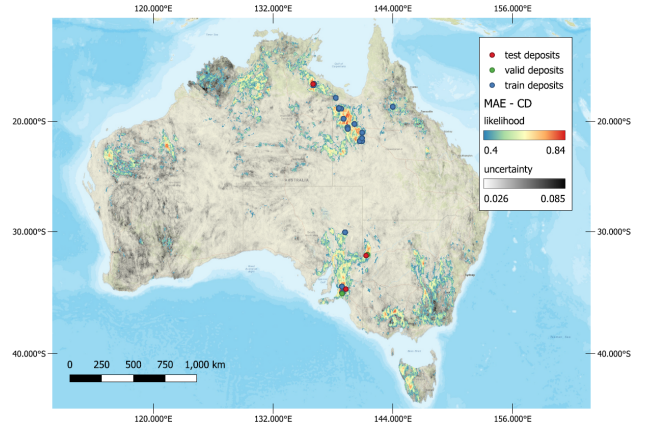 120.000°E 132.000°E 144.000°E 156.000°E
test deposits
valid deposits
train deposits
MAE - CD
likelihood
0.4 0.84
uncertainty
0.026 0.085
20.000°S 20.000°S
AUSTRALIA
30.000°S 30.000°S
40.000°S 40.000°S
0 250 500 750 1,000 km
120.000°E 132.000°E 144.000°E 156.000°E